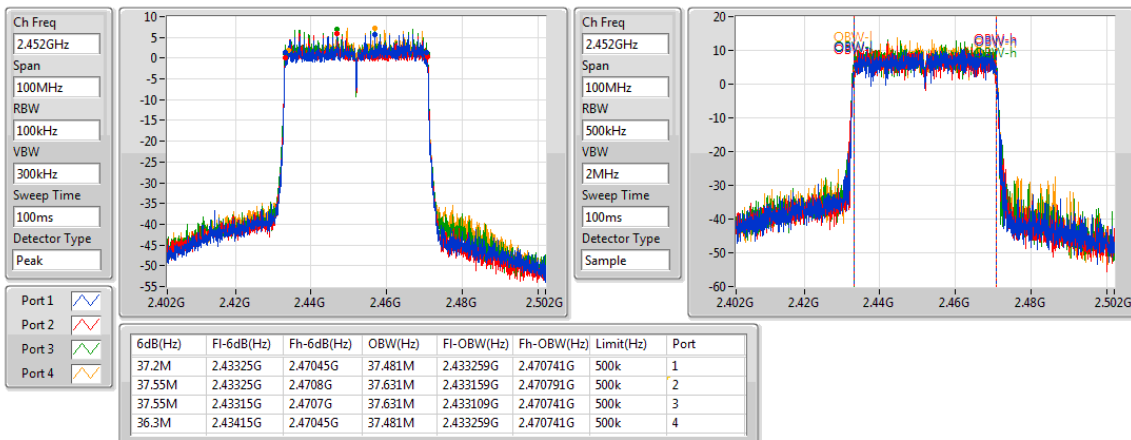 Ch Freq
2.452GHz
Span
100MHz
RBW
100kHz
VBW
300kHz
Sweep Time
100ms
Detector Type
Peak
10
5
0
-5
-10
-15
-20
-25
-30
-35
-40
-45
-50
-55
2.402G 2.42G 2.44G 2.46G 2.48G 2.502G
Ch Freq
2.452GHz
Span
100MHz
RBW
500kHz
VBW
2MHz
Sweep Time
100ms
Detector Type
Sample
20
10
0
-10
-20
-30
-40
-50
-60
OBW-l OBW-h
OBW-l OBW-h
2.402G 2.42G 2.44G 2.46G 2.48G 2.502G
Port 1
Port 2
Port 3
Port 4
6dB(Hz) Fl-6dB(Hz) Fh-6dB(Hz) OBW(Hz) Fl-OBW(Hz) Fh-OBW(Hz) Limit(Hz) Port
37.2M 2.43325G 2.47045G 37.481M 2.433259G 2.470741G 500k 1
37.55M 2.43325G 2.4708G 37.631M 2.433159G 2.470791G 500k 2
37.55M 2.43315G 2.4707G 37.631M 2.433109G 2.470741G 500k 3
36.3M 2.43415G 2.47045G 37.481M 2.433259G 2.470741G 500k 4